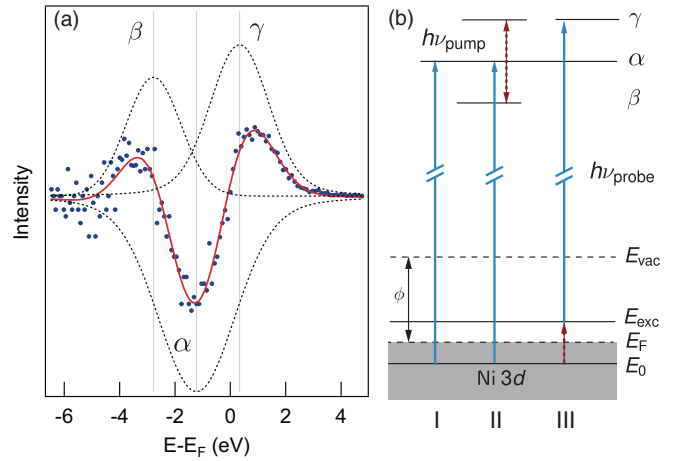 (a)
β
γ
α
Intensity
-6 -4 -2 0 2 4
E-E_F (eV)
(b)
γ
hν_pump
α
β
hν_probe
E_vac
ϕ
E_exc
E_F
E_0
Ni 3d
I II III